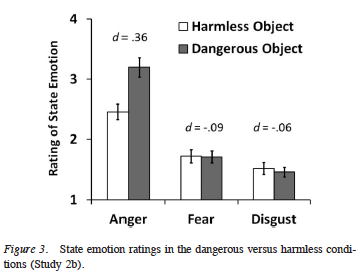 4
3
2
1
Rating of State Emotion
Harmless Object
Dangerous Object
d = .36
d = -.09
d = -.06
Anger
Fear
Disgust
Figure 3. State emotion ratings in the dangerous versus harmless condi-
tions (Study 2b).